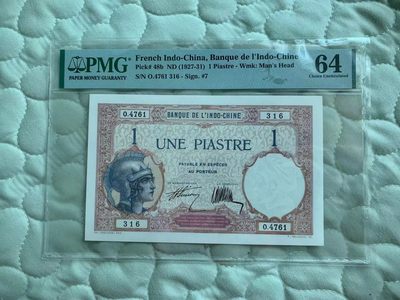 PMG
PAPER MONEY GUARANTY
French Indo-China, Banque de l'Indo-Chine
Pick# 48b ND (1927-31) 1 Piastre - Wmk: Man's Head
S/N O.4761 316 - Sign. #7
64
Choice Uncirculated
O.4761
BANQUE DE L'INDO-CHINE
316
1
1
UNE PIASTRE
PAYABLE EN ESPÈCES
AU PORTEUR
316
O.4761